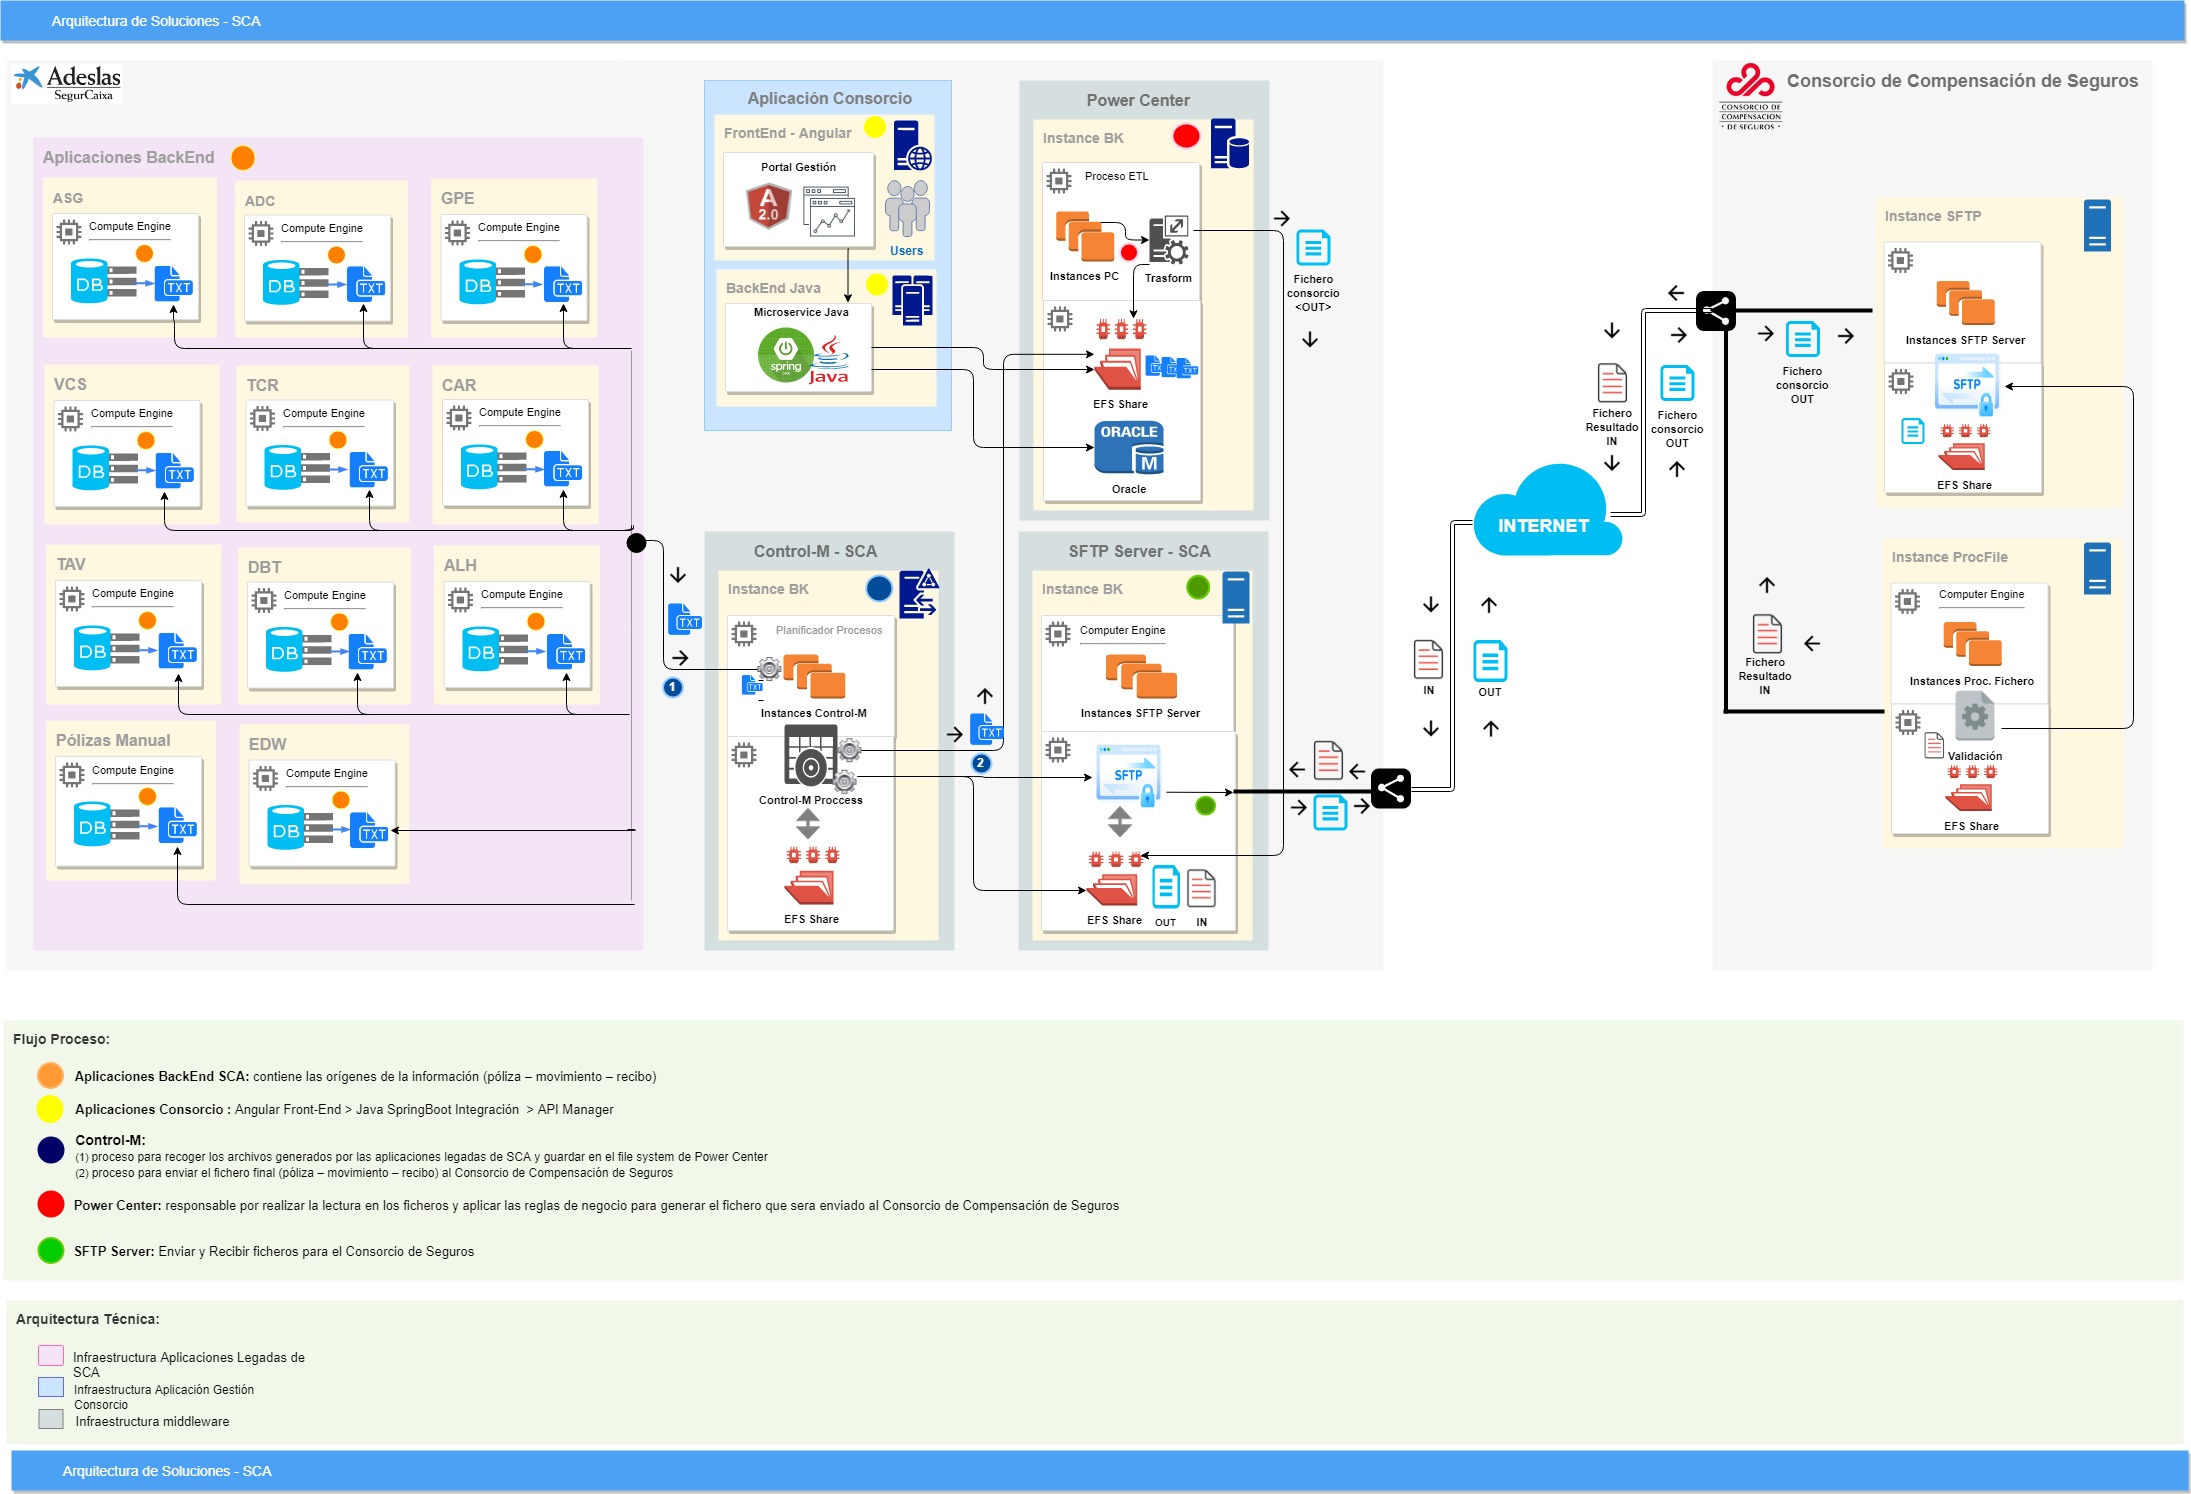 Arquitectura de Soluciones - SCA
Adeslas
SegurCaixa
Aplicaciones BackEnd
ASG
Compute Engine
DB
TXT
ADC
Compute Engine
DB
TXT
GPE
Compute Engine
DB
TXT
VCS
Compute Engine
DB
TXT
TCR
Compute Engine
DB
TXT
CAR
Compute Engine
DB
TXT
TAV
Compute Engine
DB
TXT
DBT
Compute Engine
DB
TXT
ALH
Compute Engine
DB
TXT
Pólizas Manual
Compute Engine
DB
TXT
EDW
Compute Engine
DB
TXT
Aplicación Consorcio
FrontEnd - Angular
Portal Gestión
A
2.0
Users
BackEnd Java
Microservice Java
spring
Java
Power Center
Instance BK
Proceso ETL
Instances PC
Trasform
TXT
EFS Share
ORACLE
M
Oracle
Fichero
consorcio
<OUT>
TXT
1
Control-M - SCA
Instance BK
Planificador Procesos
TXT
Instances Control-M
Control-M Proccess
EFS Share
TXT
2
SFTP Server - SCA
Instance BK
Computer Engine
Instances SFTP Server
SFTP
EFS Share
OUT
IN
IN
OUT
INTERNET
Fichero
Resultado
IN
Fichero
consorcio
OUT
CONSORCIO DE
COMPENSACIÓN
DE SEGUROS
Consorcio de Compensación de Seguros
Fichero
consorcio
OUT
Instance SFTP
Instances SFTP Server
SFTP
EFS Share
Fichero
Resultado
IN
Instance ProcFile
Computer Engine
Instances Proc. Fichero
Validación
EFS Share
Flujo Proceso:
Aplicaciones BackEnd SCA: contiene las orígenes de la información (póliza – movimiento – recibo)
Aplicaciones Consorcio : Angular Front-End > Java SpringBoot Integración > API Manager
Control-M:
(1) proceso para recoger los archivos generados por las aplicaciones legadas de SCA y guardar en el file system de Power Center
(2) proceso para enviar el fichero final (póliza – movimiento – recibo) al Consorcio de Compensación de Seguros
Power Center: responsable por realizar la lectura en los ficheros y aplicar las reglas de negocio para generar el fichero que sera enviado al Consorcio de Compensación de Seguros
SFTP Server: Enviar y Recibir ficheros para el Consorcio de Seguros
Arquitectura Técnica:
Infraestructura Aplicaciones Legadas de
SCA
Infraestructura Aplicación Gestión
Consorcio
Infraestructura middleware
Arquitectura de Soluciones - SCA